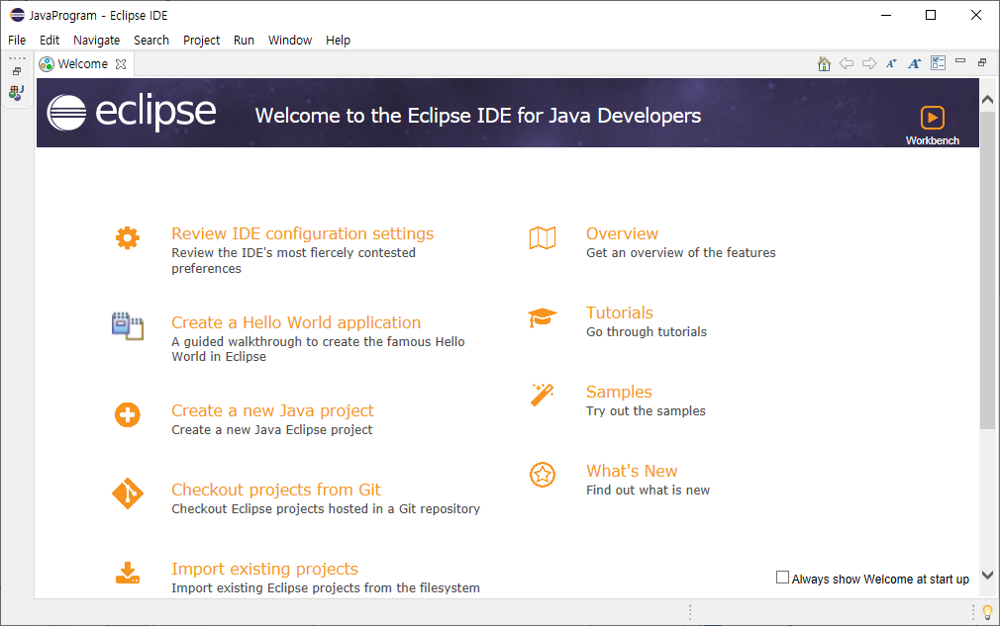 JavaProgram - Eclipse IDE
File Edit Navigate Search Project Run Window Help
Welcome
eclipse
Welcome to the Eclipse IDE for Java Developers
Workbench
Review IDE configuration settings
Review the IDE's most fiercely contested
preferences
Create a Hello World application
A guided walkthrough to create the famous Hello
World in Eclipse
Create a new Java project
Create a new Java Eclipse project
Checkout projects from Git
Checkout Eclipse projects hosted in a Git repository
Import existing projects
Import existing Eclipse projects from the filesystem
Overview
Get an overview of the features
Tutorials
Go through tutorials
Samples
Try out the samples
What's New
Find out what is new
Always show Welcome at start up